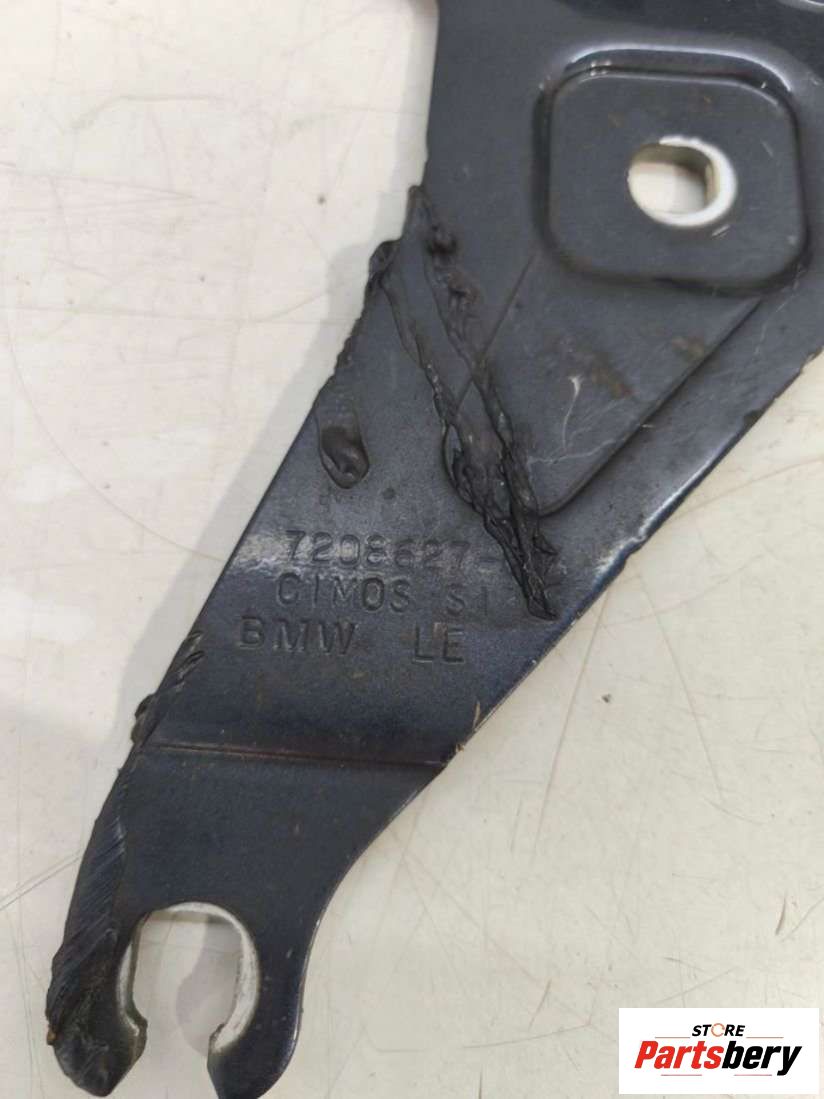 7208627-
CIMOS SI
BMW LE
STORE
Partsbery